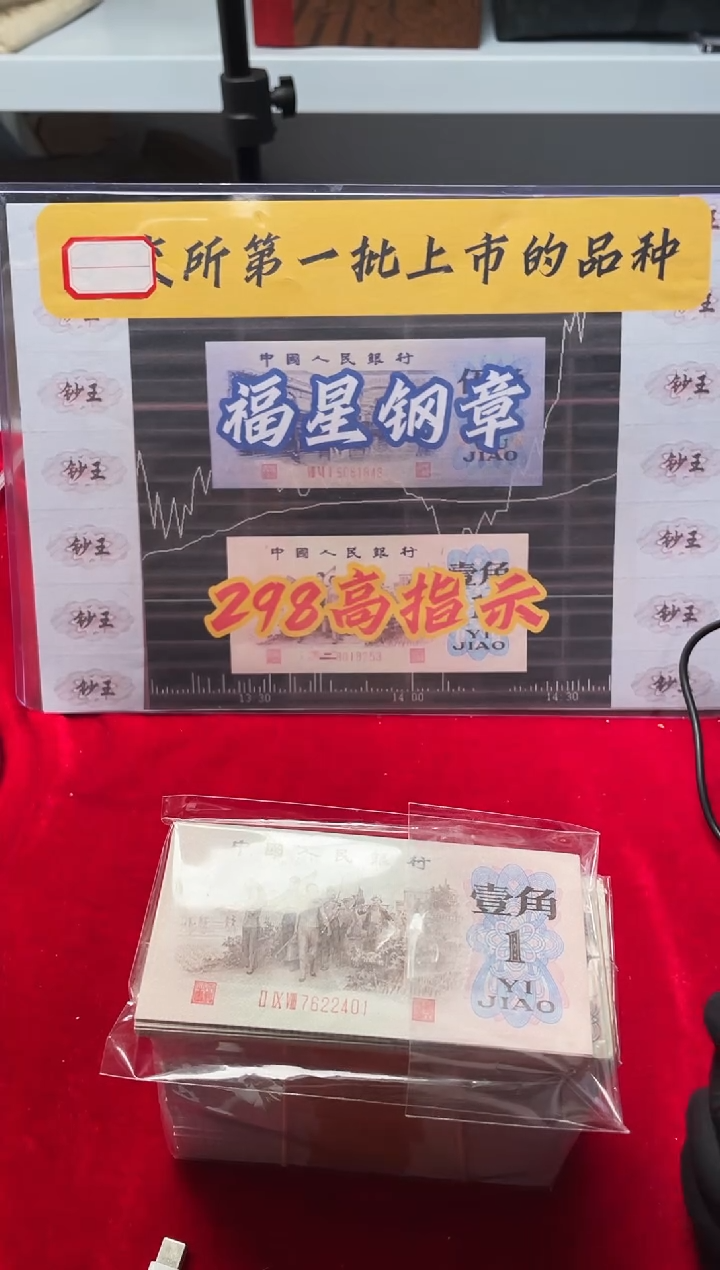 所第一批上市的品种
中國人民銀行
福星钢章
JIAO
中國人民銀行
壹角
298高指示
YI
JIAO
13:30 14:00 14:30
钞王
钞王
钞王
钞王
钞王
钞王
钞王
钞王
钞王
钞王
中國人民銀行
壹角
1
YI
JIAO
II IX VIII 7622401